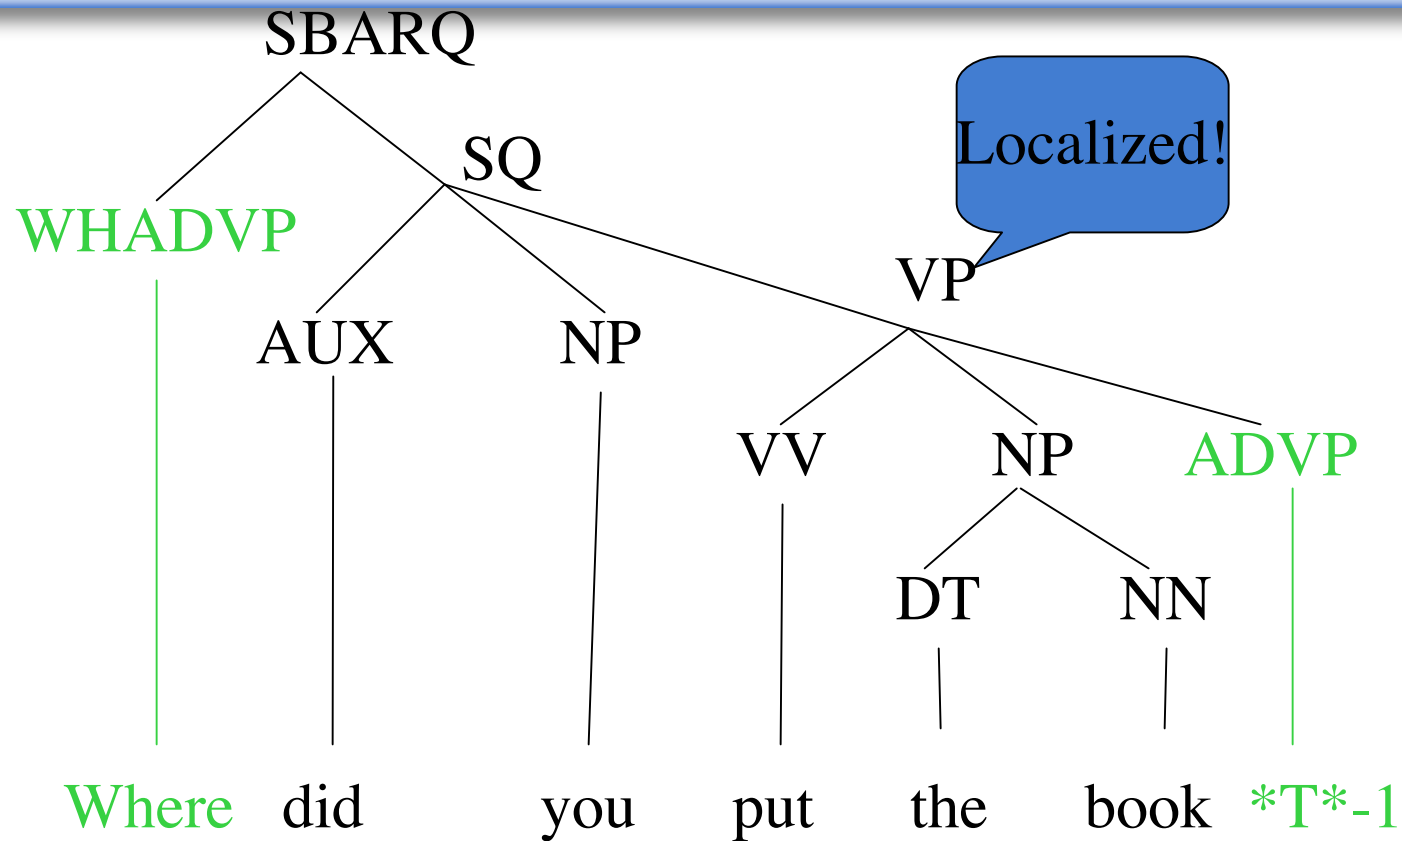 SBARQ
SQ
Localized!
WHADVP
VP
AUX NP
VV NP ADVP
DT NN
Where did you put the book *T*-1